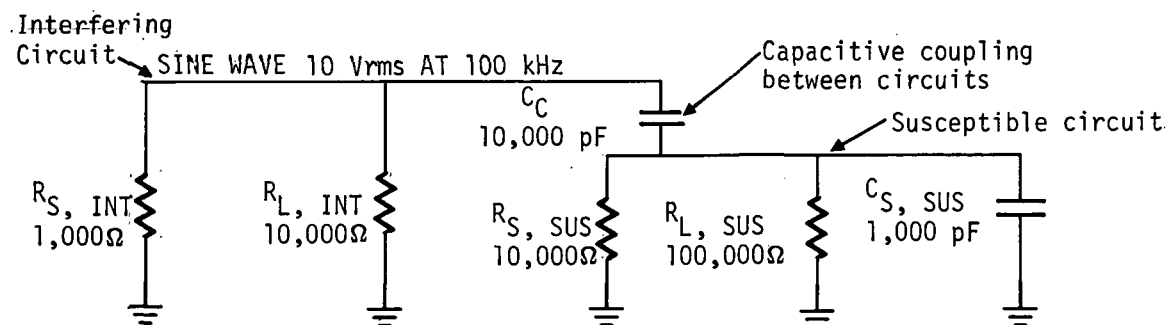 Interfering
Circuit
SINE WAVE 10 Vrms AT 100 kHz
Capacitive coupling
between circuits
C_C
10,000 pF
Susceptible circuit
R_S, INT
1,000Ω
R_L, INT
10,000Ω
R_S, SUS
10,000Ω
R_L, SUS
100,000Ω
C_S, SUS
1,000 pF